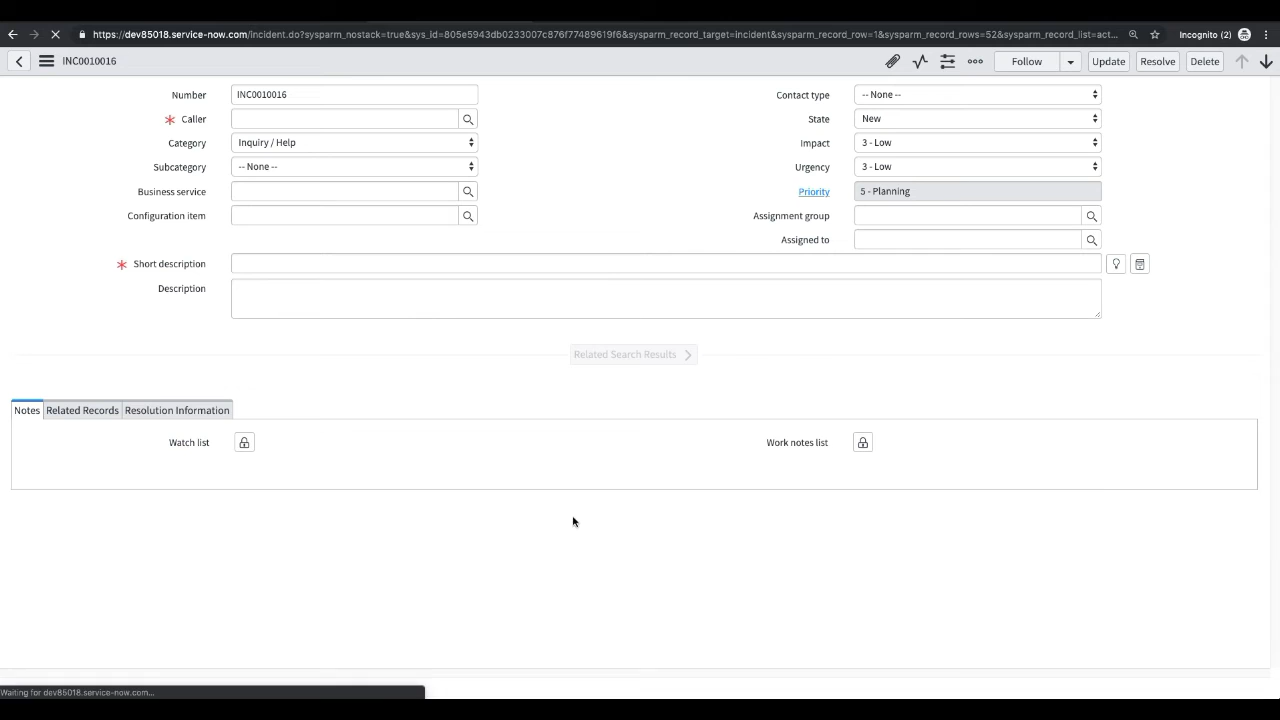 https://dev85018.service-now.com/incident.do?sysparm_nostack=true&sys_id=805e5943db0233007c876f77489619f6&sysparm_record_target=incident&sysparm_record_row=1&sysparm_record_rows=52&sysparm_record_list=act...
Incognito (2)
INC0010016
Follow
Update
Resolve
Delete
Number
INC0010016
Contact type
-- None --
Caller
State
New
Category
Inquiry / Help
Impact
3 - Low
Subcategory
-- None --
Urgency
3 - Low
Business service
Priority
5 - Planning
Configuration item
Assignment group
Assigned to
Short description
Description
Related Search Results
Notes
Related Records
Resolution Information
Watch list
Work notes list
Waiting for dev85018.service-now.com...